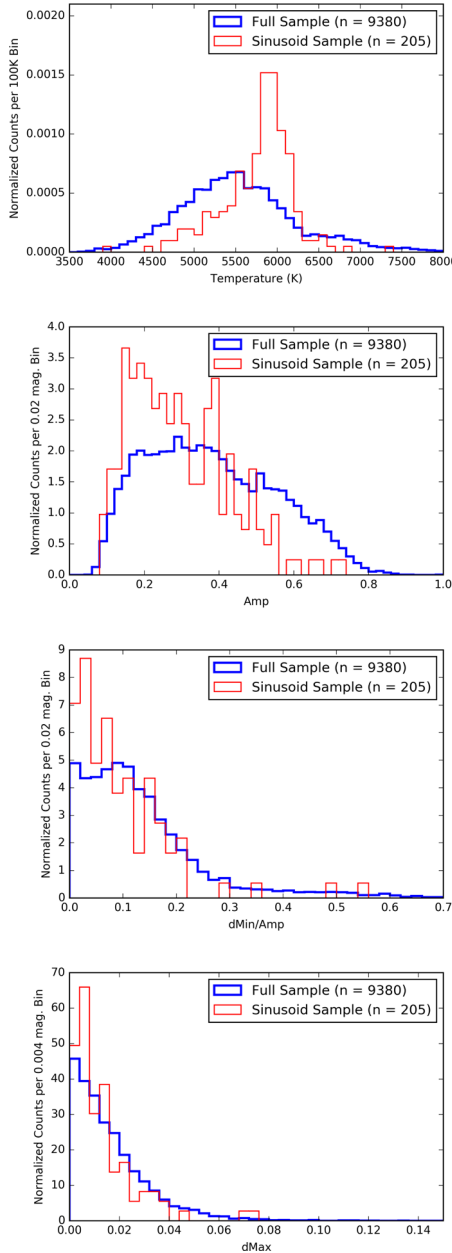 0.0020
0.0015
0.0010
0.0005
0.0000
Normalized Counts per 100K Bin
Full Sample (n = 9380)
Sinusoid Sample (n = 205)
3500 4000 4500 5000 5500 6000 6500 7000 7500 8000
Temperature (K)
4.0
3.5
3.0
2.5
2.0
1.5
1.0
0.5
0.0
Normalized Counts per 0.02 mag. Bin
Full Sample (n = 9380)
Sinusoid Sample (n = 205)
0.0 0.2 0.4 0.6 0.8 1.0
Amp
9
8
7
6
5
4
3
2
1
0
Normalized Counts per 0.02 mag. Bin
Full Sample (n = 9380)
Sinusoid Sample (n = 205)
0.0 0.1 0.2 0.3 0.4 0.5 0.6 0.7
dMin/Amp
70
60
50
40
30
20
10
0
Normalized Counts per 0.004 mag. Bin
Full Sample (n = 9380)
Sinusoid Sample (n = 205)
0.00 0.02 0.04 0.06 0.08 0.10 0.12 0.14
dMax